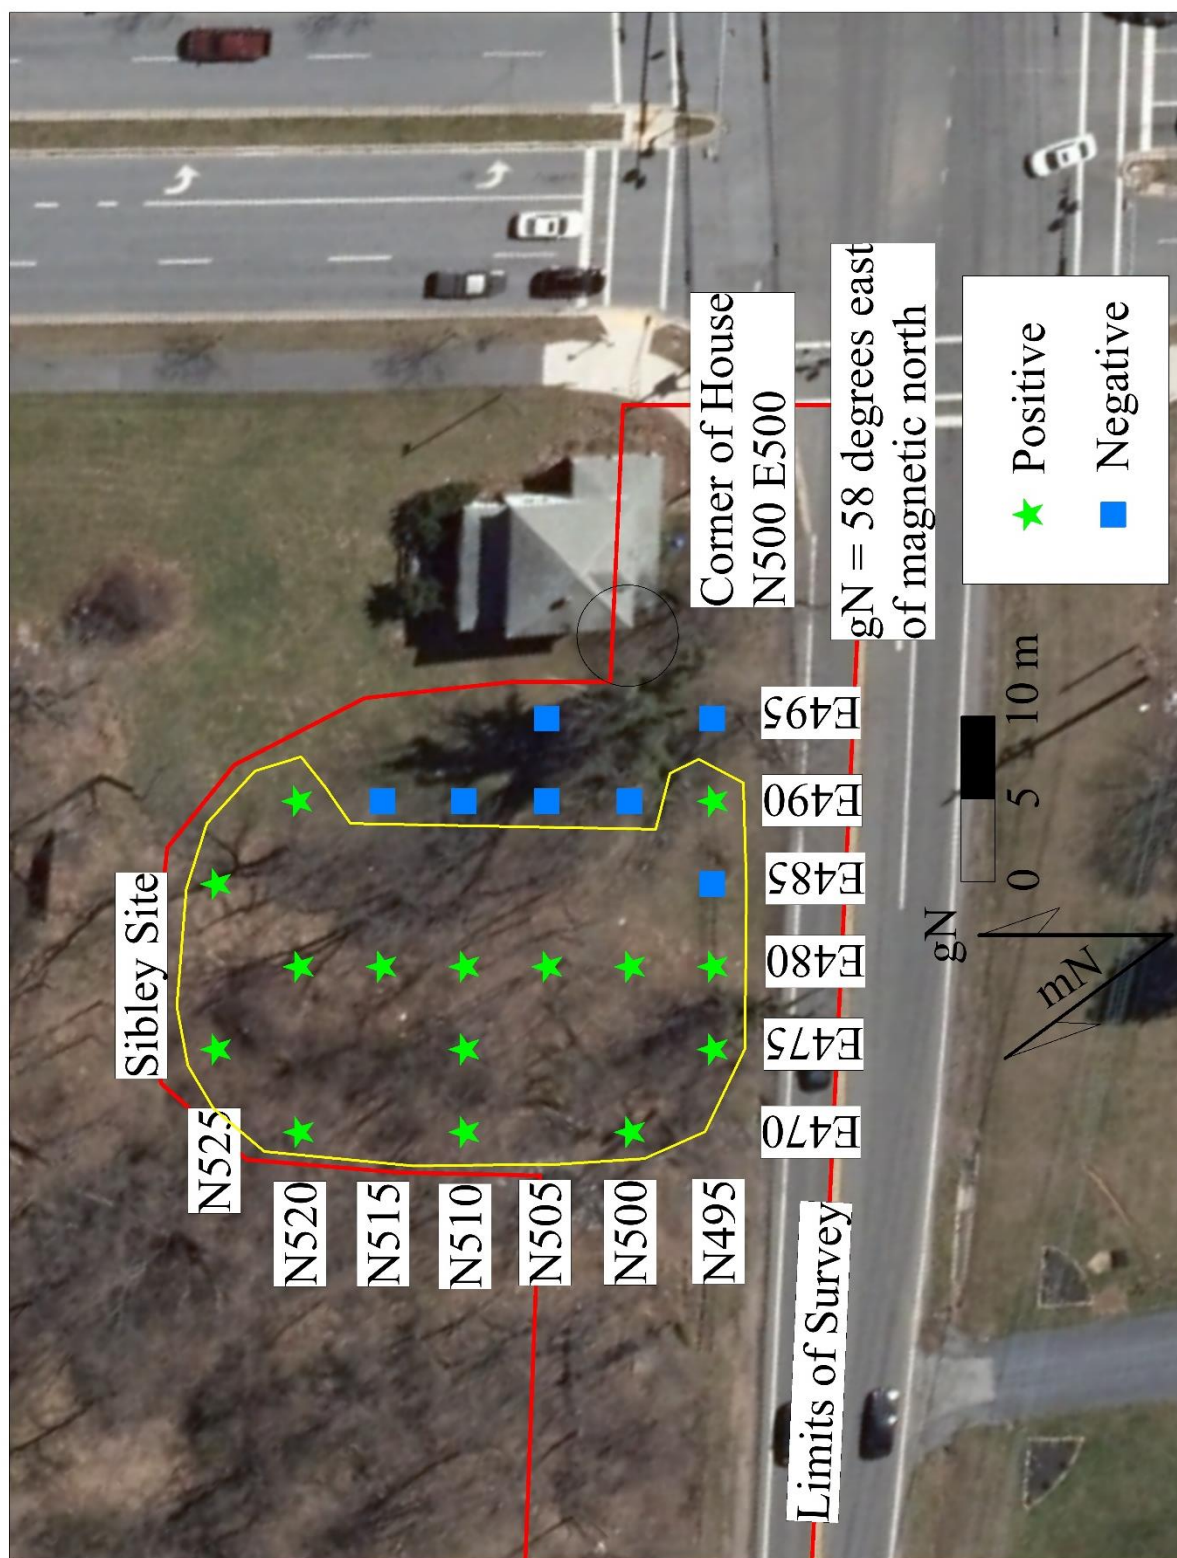 Sibley Site
N525
N520
N515
N510
N505
N500
N495
E470
E475
E480
E485
E490
E495
Limits of Survey
Corner of House
N500 E500
gN = 58 degrees east
of magnetic north
Positive
Negative
gN
mN
0 5 10 m